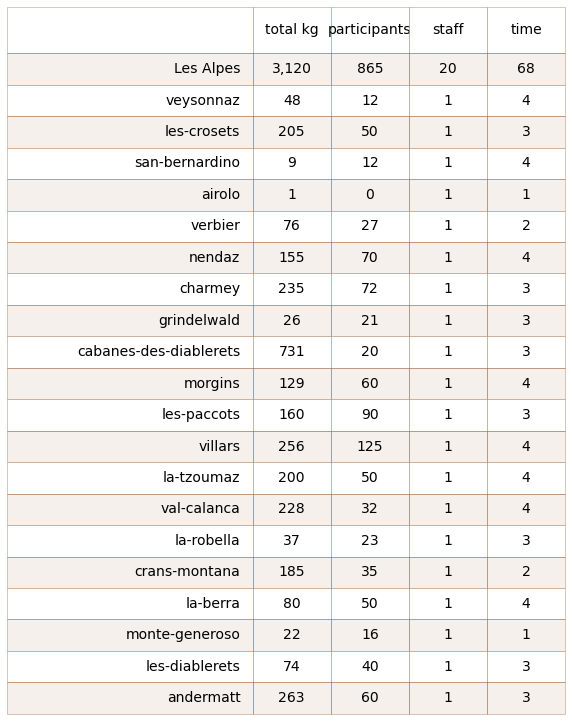 total kg participants staff time
Les Alpes 3,120 865 20 68
veysonnaz 48 12 1 4
les-crosets 205 50 1 3
san-bernardino 9 12 1 4
airolo 1 0 1 1
verbier 76 27 1 2
nendaz 155 70 1 4
charmey 235 72 1 3
grindelwald 26 21 1 3
cabanes-des-diablerets 731 20 1 3
morgins 129 60 1 4
les-paccots 160 90 1 3
villars 256 125 1 4
la-tzoumaz 200 50 1 4
val-calanca 228 32 1 4
la-robella 37 23 1 3
crans-montana 185 35 1 2
la-berra 80 50 1 4
monte-generoso 22 16 1 1
les-diablerets 74 40 1 3
andermatt 263 60 1 3